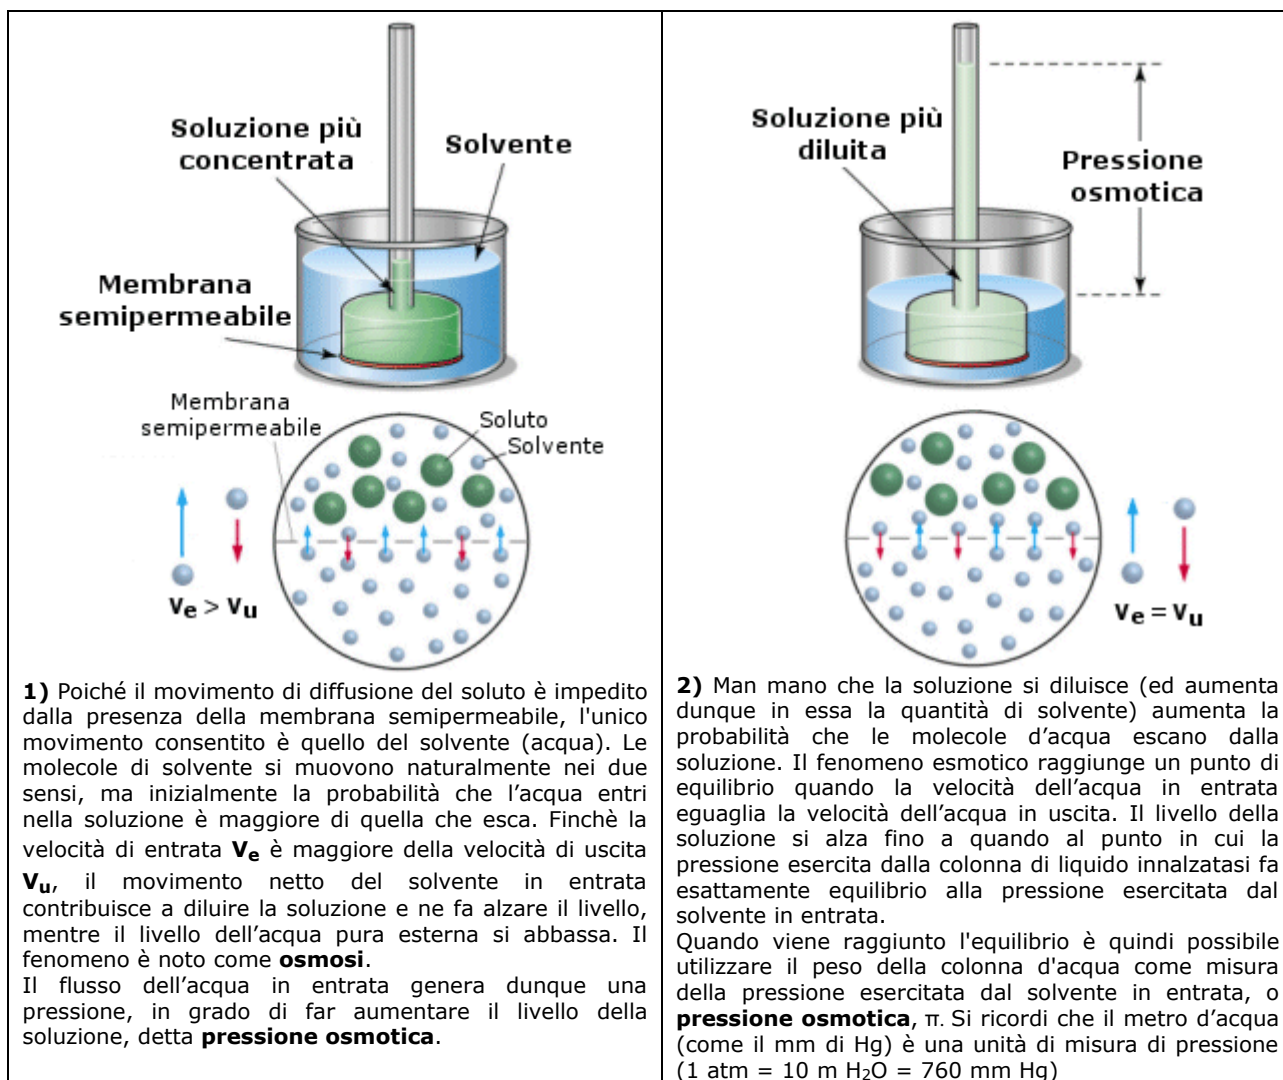 Soluzione più
concentrata
Solvente
Membrana
semipermeabile
Membrana
semipermeabile
Soluto
Solvente
Ve > Vu
1) Poiché il movimento di diffusione del soluto è impedito
dalla presenza della membrana semipermeabile, l'unico
movimento consentito è quello del solvente (acqua). Le
molecole di solvente si muovono naturalmente nei due
sensi, ma inizialmente la probabilità che l’acqua entri
nella soluzione è maggiore di quella che esca. Finchè la
velocità di entrata Ve è maggiore della velocità di uscita
Vu, il movimento netto del solvente in entrata
contribuisce a diluire la soluzione e ne fa alzare il livello,
mentre il livello dell’acqua pura esterna si abbassa. Il
fenomeno è noto come osmosi.
Il flusso dell’acqua in entrata genera dunque una
pressione, in grado di far aumentare il livello della
soluzione, detta pressione osmotica.
Soluzione più
diluita
Pressione
osmotica
Ve = Vu
2) Man mano che la soluzione si diluisce (ed aumenta
dunque in essa la quantità di solvente) aumenta la
probabilità che le molecole d’acqua escano dalla
soluzione. Il fenomeno esmotico raggiunge un punto di
equilibrio quando la velocità dell’acqua in entrata
eguaglia la velocità dell’acqua in uscita. Il livello della
soluzione si alza fino a quando al punto in cui la
pressione esercita dalla colonna di liquido innalzatasi fa
esattamente equilibrio alla pressione esercitata dal
solvente in entrata.
Quando viene raggiunto l'equilibrio è quindi possibile
utilizzare il peso della colonna d'acqua come misura
della pressione esercitata dal solvente in entrata, o
pressione osmotica, π. Si ricordi che il metro d’acqua
(come il mm di Hg) è una unità di misura di pressione
(1 atm = 10 m H₂O = 760 mm Hg)